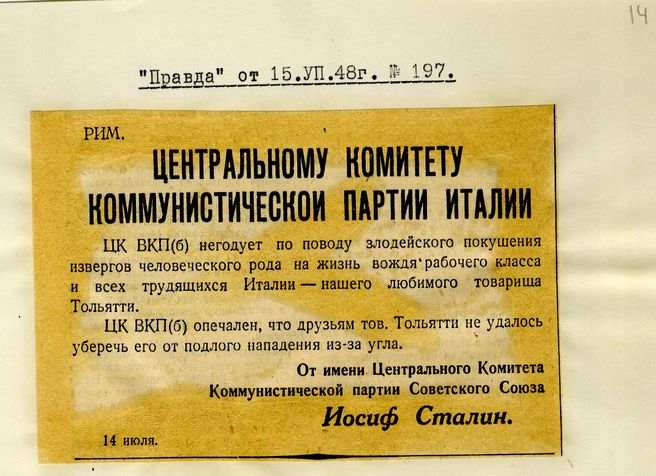 14
"Правда" от 15.УП.48г. № 197.
РИМ.
ЦЕНТРАЛЬНОМУ КОМИТЕТУ
КОММУНИСТИЧЕСКОЙ ПАРТИИ ИТАЛИИ
ЦК ВКП(б) негодует по поводу злодейского покушения
извергов человеческого рода на жизнь вождя рабочего класса
и всех трудящихся Италии — нашего любимого товарища
Тольятти.
ЦК ВКП(б) опечален, что друзьям тов. Тольятти не удалось
уберечь его от подлого нападения из-за угла.
От имени Центрального Комитета
Коммунистической партии Советского Союза
Иосиф Сталин.
14 июля.